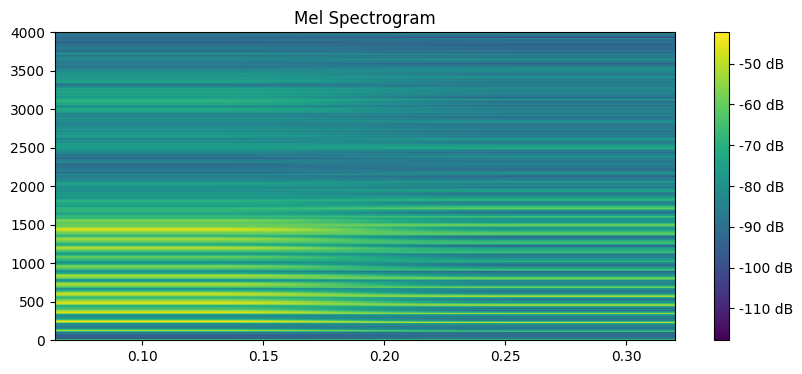 Mel Spectrogram
4000
3500
3000
2500
2000
1500
1000
500
0
0.10 0.15 0.20 0.25 0.30
-50 dB
-60 dB
-70 dB
-80 dB
-90 dB
-100 dB
-110 dB